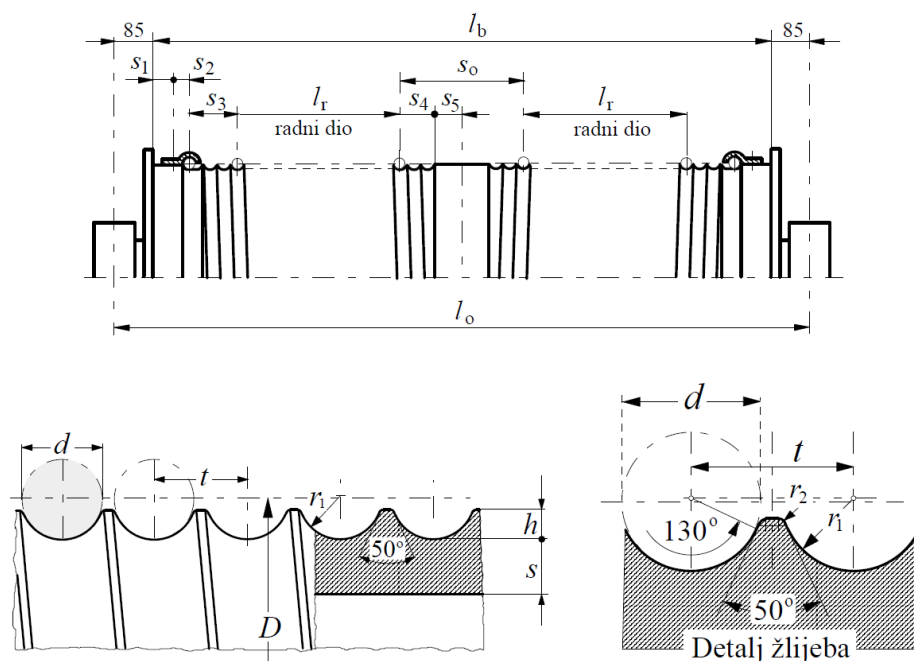 85 l_b 85
s_1 s_2 s_o
s_3 l_r s_4 s_5 l_r
radni dio radni dio
l_o
d t r_1 h
50° s
D
d
t
r_2 r_1
130°
50°
Detalj žlijeba